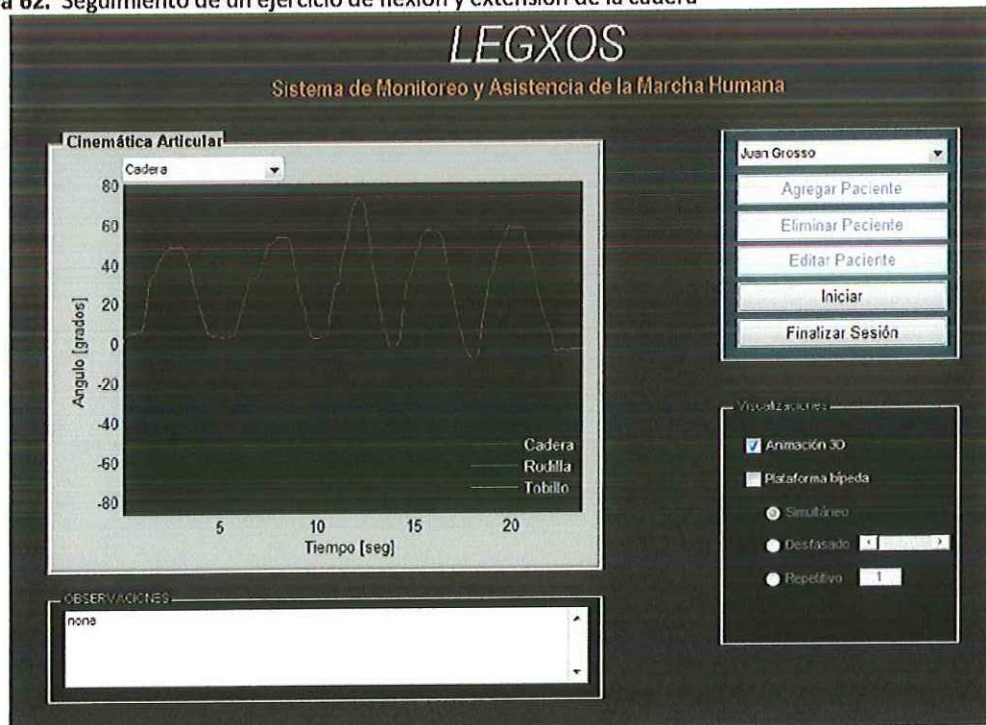 a 62. Seguimiento de un ejercicio de flexión y extensión de la cadera
LEGXOS
Sistema de Monitoreo y Asistencia de la Marcha Humana
Cinemática Articular
Cadera
80
60
40
20
0
-20
-40
-60
-80
Angulo [grados]
Cadera
Rodilla
Tobillo
5 10 15 20
Tiempo [seg]
OBSERVACIONES
none
Juan Grosso
Agregar Paciente
Eliminar Paciente
Editar Paciente
Iniciar
Finalizar Sesión
Visualizaciones
Animación 3D
Plataforma bípeda
Simultáneo
Desfasado
Repetitivo 1